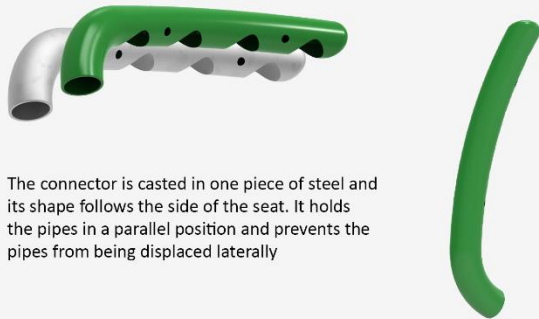 The connector is casted in one piece of steel and
its shape follows the side of the seat. It holds
the pipes in a parallel position and prevents the
pipes from being displaced laterally